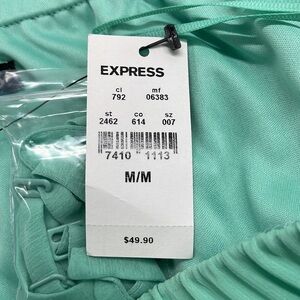 EXPRESS
cl mf
792 06383
st co sz
2462 614 007
7410 1113
M/M
$49.90